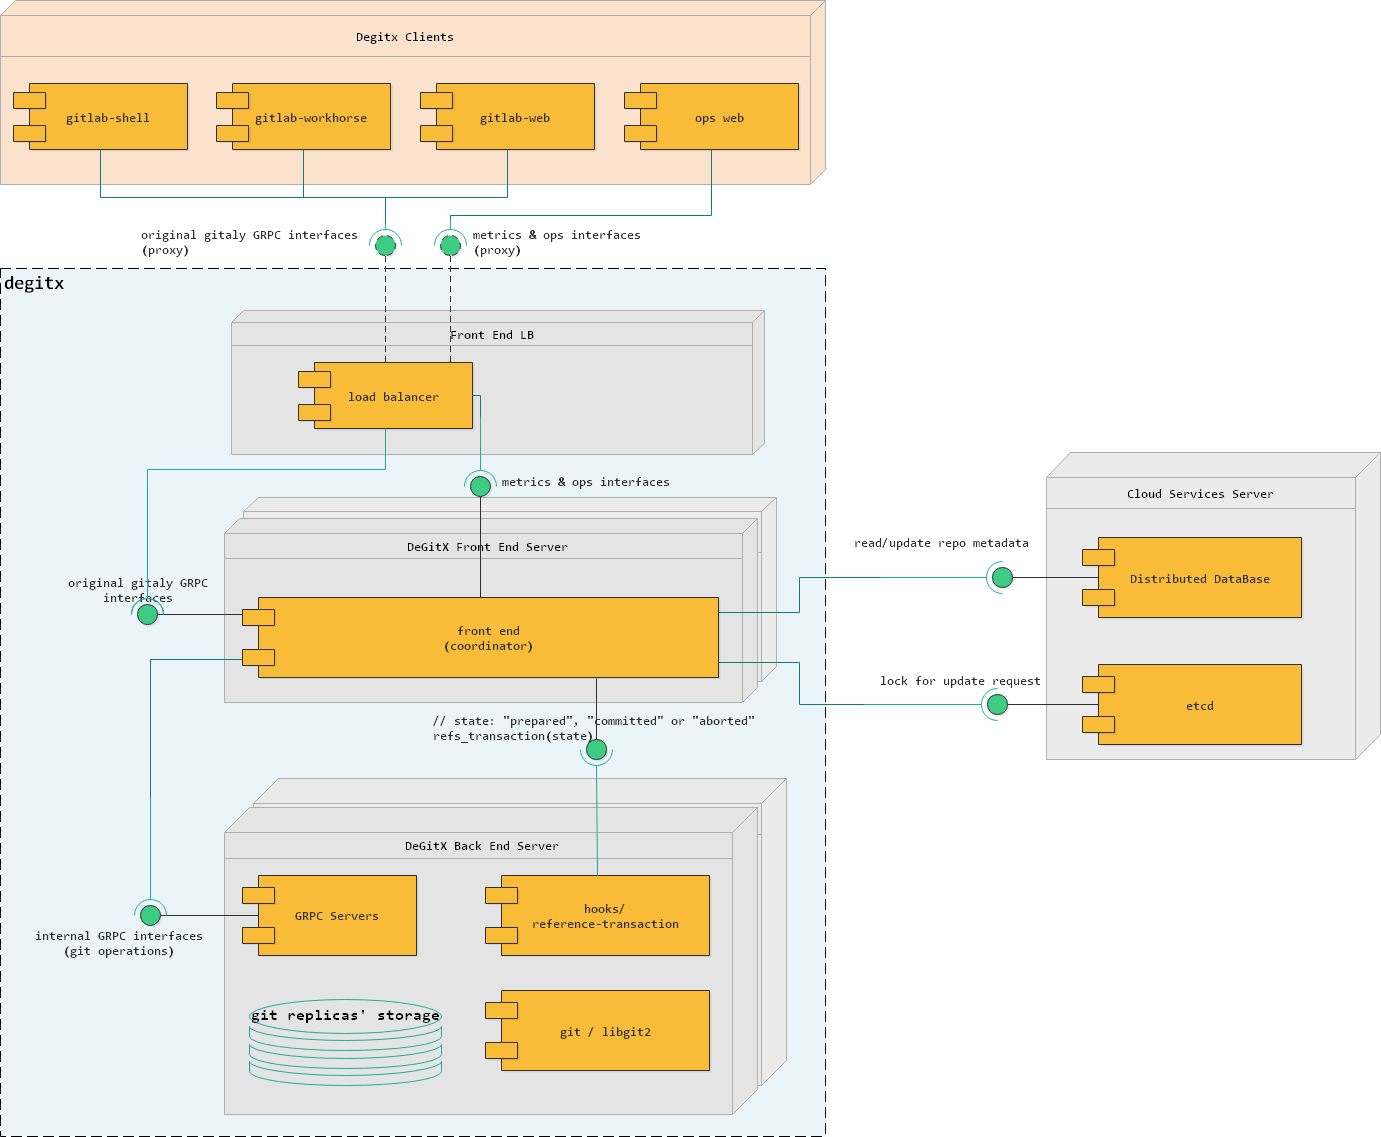 Degitx Clients
gitlab-shell
gitlab-workhorse
gitlab-web
ops web
original gitaly GRPC interfaces
(proxy)
metrics & ops interfaces
(proxy)
degitx
Front End LB
load balancer
metrics & ops interfaces
DeGitX Front End Server
original gitaly GRPC
interfaces
front end
(coordinator)
Cloud Services Server
read/update repo metadata
Distributed DataBase
lock for update request
etcd
// state: "prepared", "committed" or "aborted"
refs_transaction(state)
DeGitX Back End Server
GRPC Servers
hooks/
reference-transaction
internal GRPC interfaces
(git operations)
git replicas' storage
git / libgit2